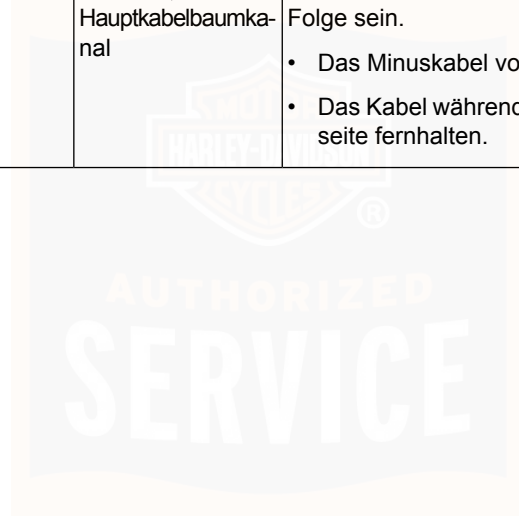 Hauptkabelbaumka-
nal
Folge sein.
• Das Minuskabel vo
• Das Kabel während
seite fernhalten.
MOTOR
HARLEY-DAVIDSON
CYCLES
®
AUTHORIZED
SERVICE